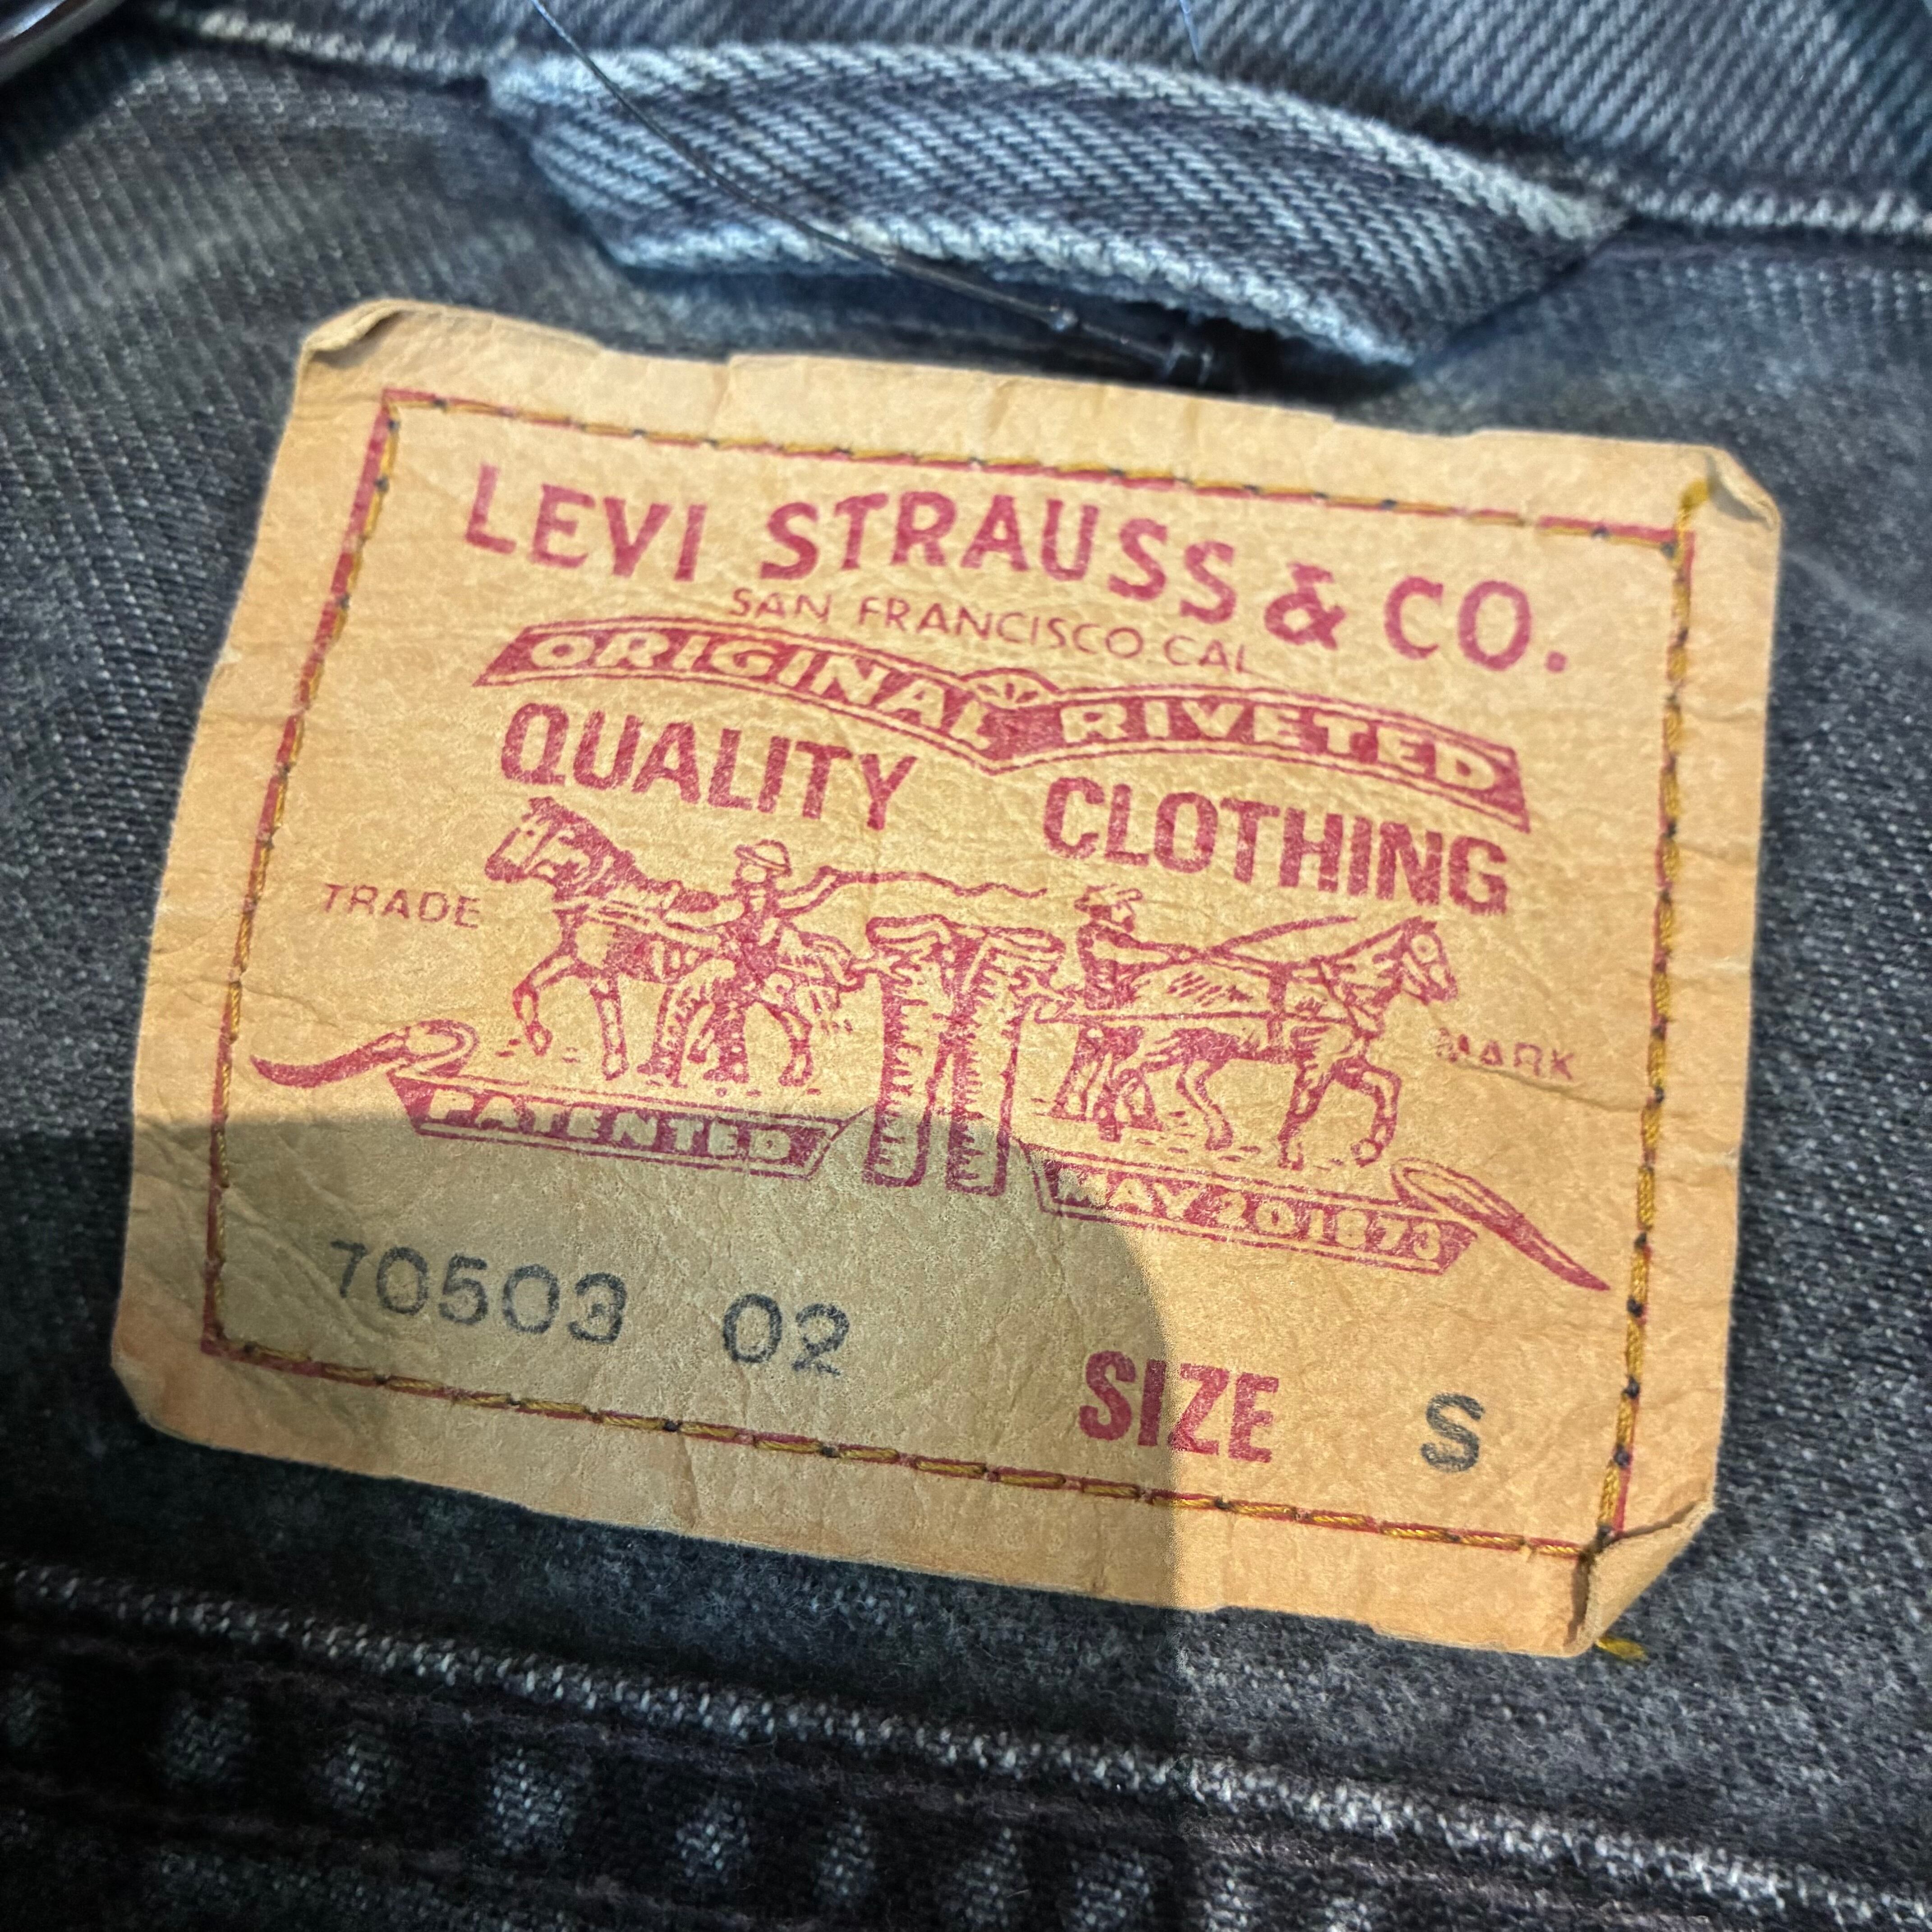 LEVI STRAUSS & CO.
SAN FRANCISCO CAL
ORIGINAL RIVETED
QUALITY CLOTHING
TRADE MARK
PATENTED MAY 20 1873
70503 02
SIZE S